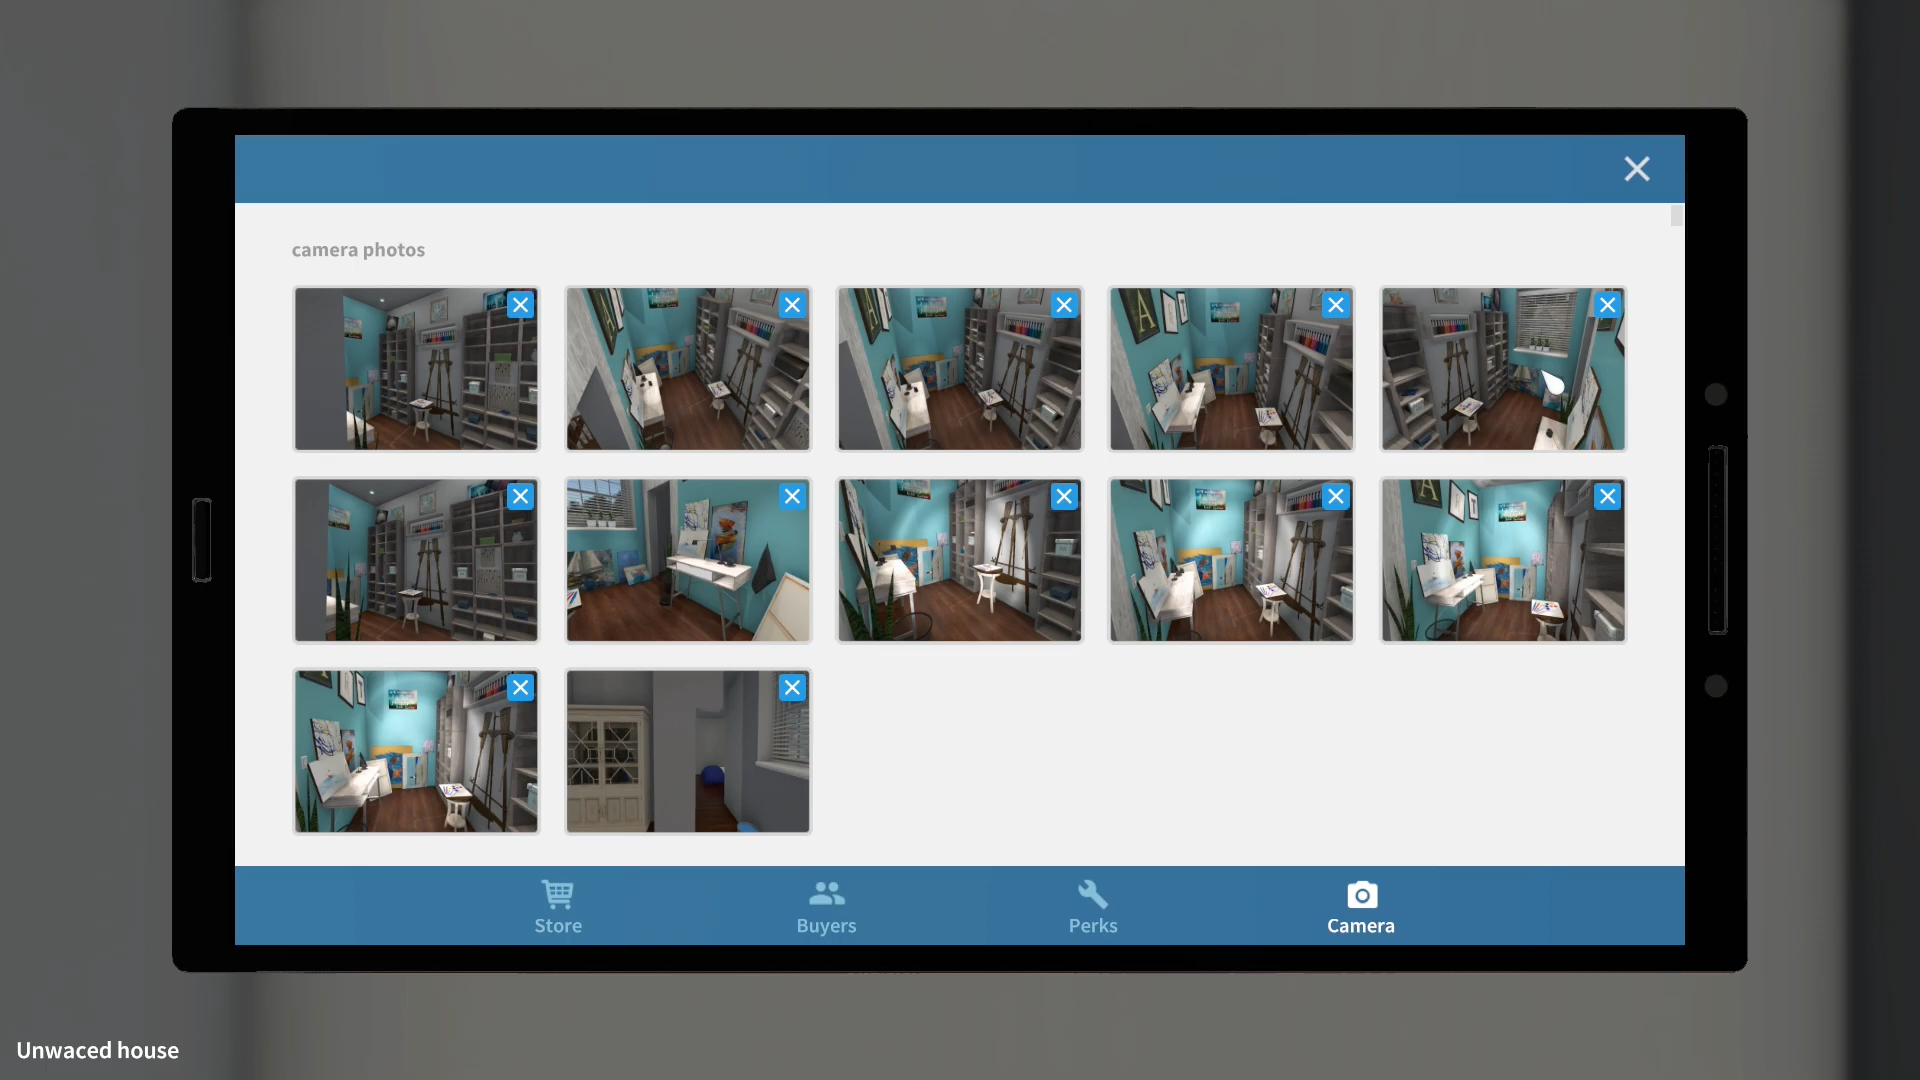 camera photos
Store
Buyers
Perks
Camera
Unwaced house